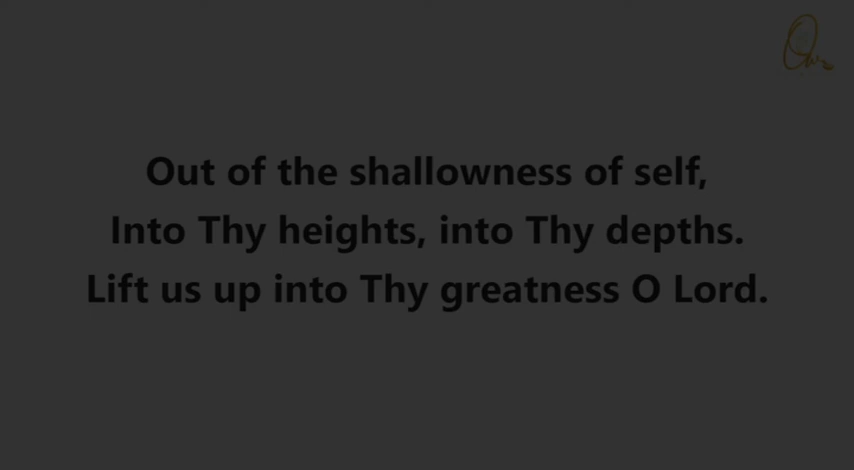 Out of the shallowness of self,
Into Thy heights, into Thy depths.
Lift us up into Thy greatness O Lord.